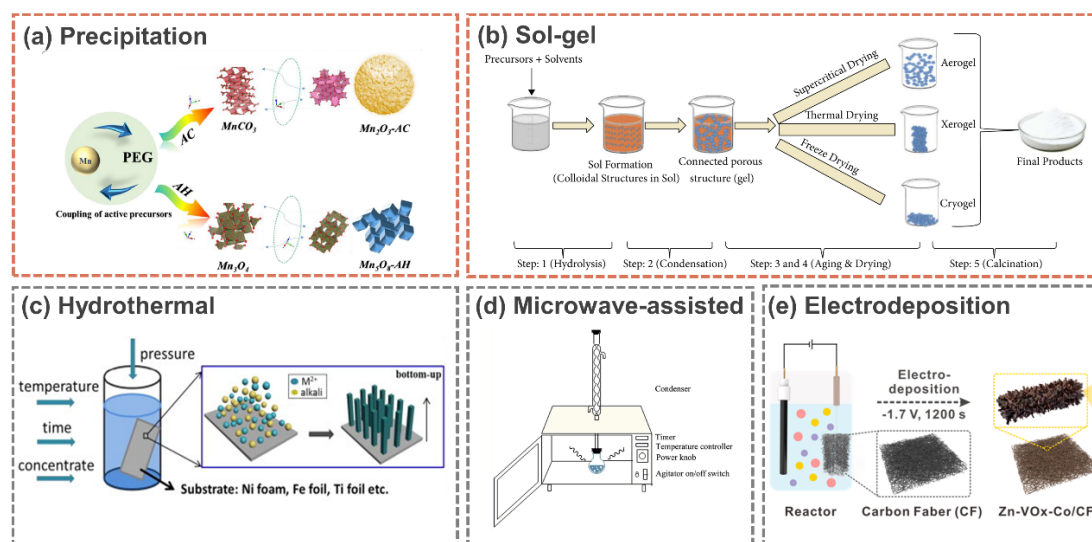 (a) Precipitation
AC
MnCO3
Mn2O3-AC
PEG
Mn
Coupling of active precursors
AH
Mn3O4
Mn5O8-AH
(b) Sol-gel
Precursors + Solvents
Sol Formation
(Colloidal Structures in Sol)
Connected porous
structure (gel)
Supercritical Drying
Thermal Drying
Freeze Drying
Aerogel
Xerogel
Cryogel
Final Products
Step: 1 (Hydrolysis)
Step: 2 (Condensation)
Step: 3 and 4 (Aging & Drying)
Step: 5 (Calcination)
(c) Hydrothermal
pressure
temperature
time
concentrate
M2+
alkali
bottom-up
Substrate: Ni foam, Fe foil, Ti foil etc.
(d) Microwave-assisted
Condenser
Timer
Temperature controller
Power knob
Agitator on/off switch
(e) Electrodeposition
Electro-
deposition
-1.7 V, 1200 s
Reactor
Carbon Faber (CF)
Zn-VOx-Co/CF